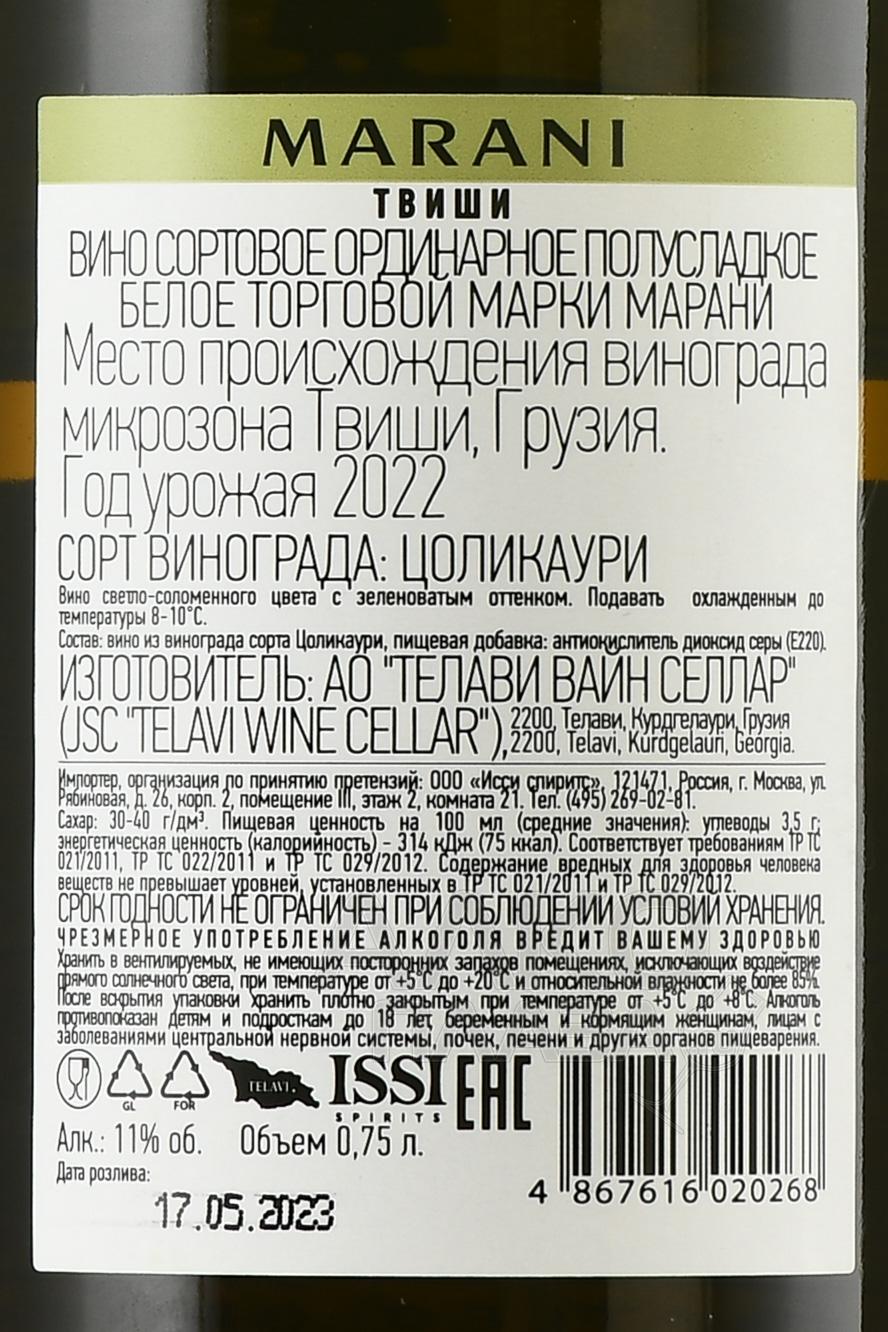 MARANI
ТВИШИ
ВИНО СОРТОВОЕ ОРДИНАРНОЕ ПОЛУСЛАДКОЕ
БЕЛОЕ ТОРГОВОЙ МАРКИ МАРАНИ
Место происхождения винограда
микрозона Твиши, Грузия.
Год урожая 2022
СОРТ ВИНОГРАДА: ЦОЛИКАУРИ
Вино светло-соломенного цвета с зеленоватым оттенком. Подавать охлажденным до
температуры 8-10°С.
Состав: вино из винограда сорта Цоликаури, пищевая добавка: антиокислитель диоксид серы (Е220).
ИЗГОТОВИТЕЛЬ: АО "ТЕЛАВИ ВАЙН СЕЛЛАР"
(JSC "TELAVI WINE CELLAR"), 2200, Телави, Курдгелаури, Грузия
2200, Telavi, Kurdgelauri, Georgia.
Импортер, организация по принятию претензий: ООО «Исси спиритс», 121471, Россия, г. Москва, ул.
Рябиновая, д. 26, корп. 2, помещение III, этаж 2, комната 21. Тел. (495) 269-02-81.
Сахар: 30-40 г/дм³. Пищевая ценность на 100 мл (средние значения): углеводы 3,5 г;
энергетическая ценность (калорийность) - 314 кДж (75 ккал). Соответствует требованиям ТР ТС
021/2011, ТР ТС 022/2011 и ТР ТС 029/2012. Содержание вредных для здоровья человека
веществ не превышает уровней, установленных в ТР ТС 021/2011 и ТР ТС 029/2012.
СРОК ГОДНОСТИ НЕ ОГРАНИЧЕН ПРИ СОБЛЮДЕНИИ УСЛОВИЙ ХРАНЕНИЯ.
ЧРЕЗМЕРНОЕ УПОТРЕБЛЕНИЕ АЛКОГОЛЯ ВРЕДИТ ВАШЕМУ ЗДОРОВЬЮ
Хранить в вентилируемых, не имеющих посторонних запахов помещениях, исключающих воздействие
прямого солнечного света, при температуре от +5°С до +20°С и относительной влажности не более 85%.
После вскрытия упаковки хранить плотно закрытым при температуре от +5°С до +8°С. Алкоголь
противопоказан детям и подросткам до 18 лет, беременным и кормящим женщинам, лицам с
заболеваниями центральной нервной системы, почек, печени и других органов пищеварения.
GL
FOR
TELAVI
ISSI
SPIRITS
EAC
Алк.: 11% об. Объем 0,75 л.
Дата розлива:
17.05.2023
4 867616 020268